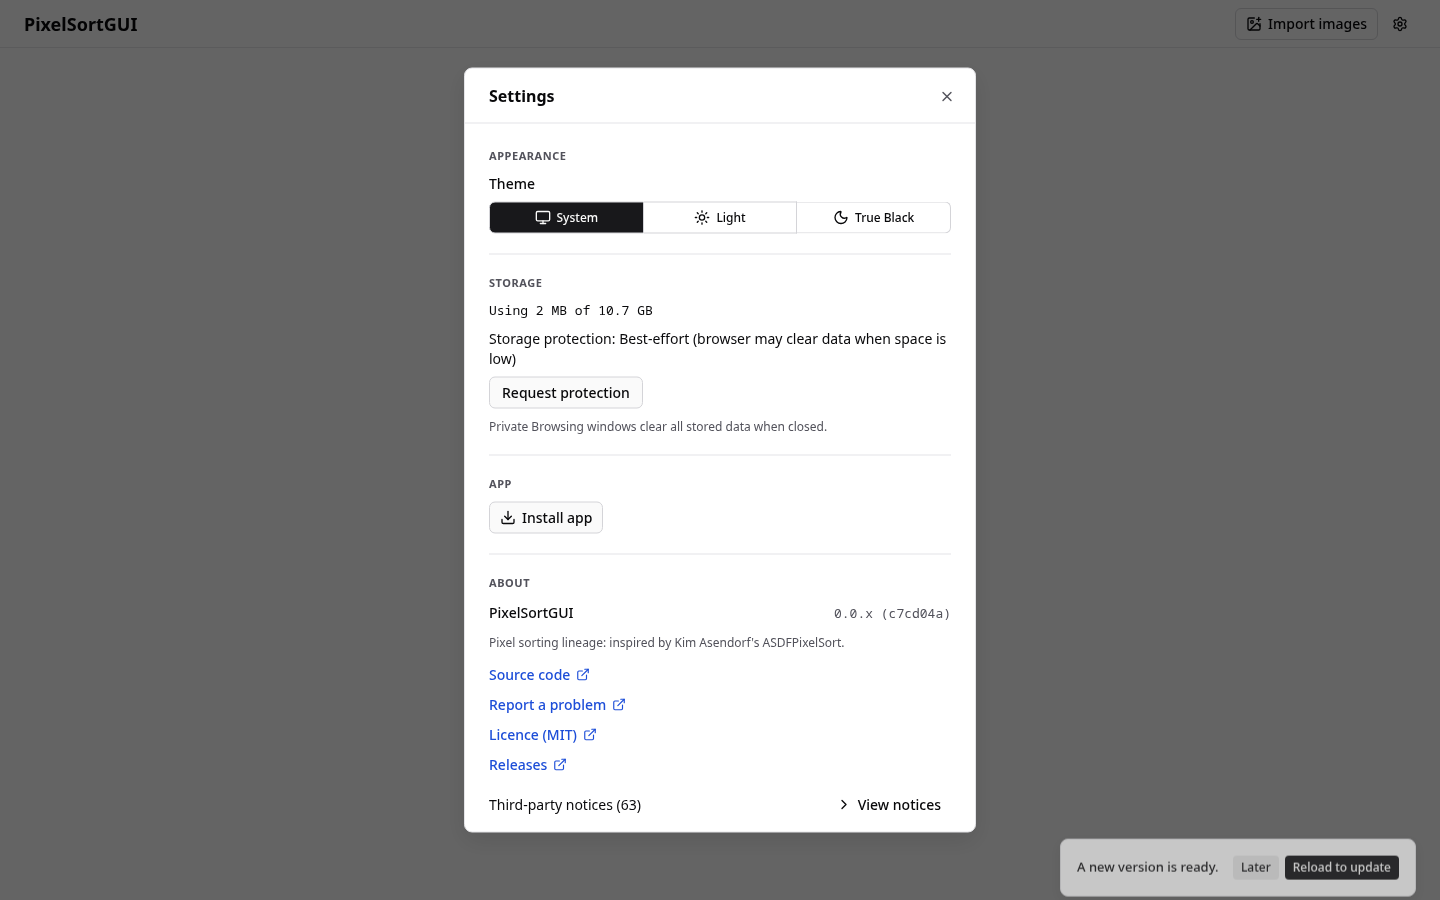 PixelSortGUI
Import images
Settings
APPEARANCE
Theme
System
Light
True Black
STORAGE
Using 2 MB of 10.7 GB
Storage protection: Best-effort (browser may clear data when space is
low)
Request protection
Private Browsing windows clear all stored data when closed.
APP
Install app
ABOUT
PixelSortGUI
0.0.x (c7cd04a)
Pixel sorting lineage: inspired by Kim Asendorf's ASDFPixelSort.
Source code
Report a problem
Licence (MIT)
Releases
Third-party notices (63)
View notices
A new version is ready.
Later
Reload to update